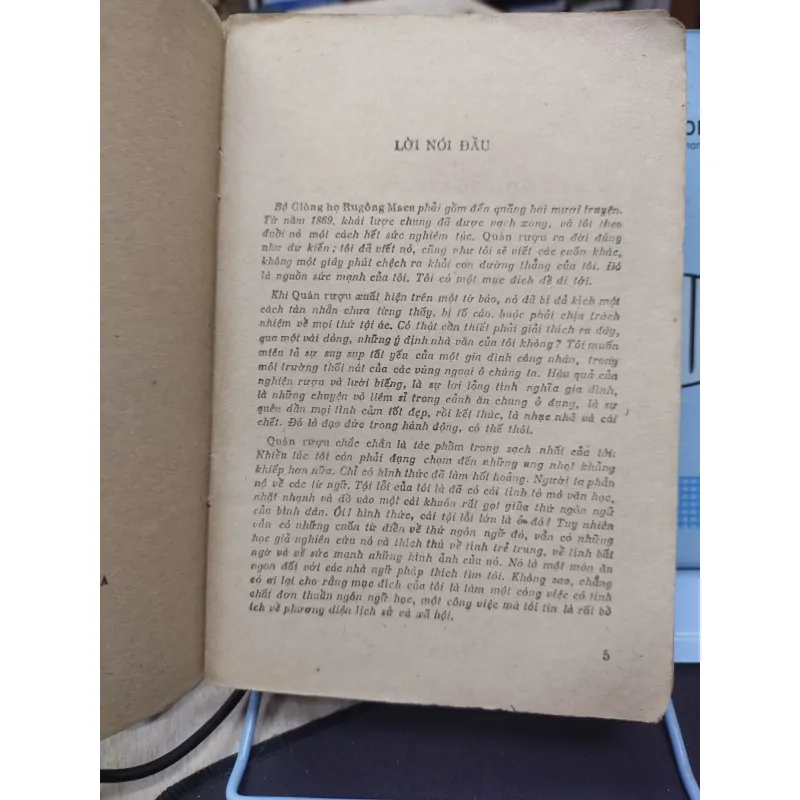 LỜI NÓI ĐẦU
Bộ Giòng họ Rugông Maca phải gồm đến quãng hai mươi truyện.
Từ năm 1869, khái lược chung đã được vạch xong, và tôi theo
đuổi nó một cách hết sức nghiêm túc. Quán rượu ra đời đúng
như dự kiến; tôi đã viết nó, cũng như tôi sẽ viết các cuốn khác,
không một giây phút chệch ra khỏi con đường thẳng của tôi. Đó
là nguồn sức mạnh của tôi. Tôi có một mục đích để đi tới.
Khi Quán rượu xuất hiện trên một tờ báo, nó đã bị đả kích một
cách tàn nhẫn chưa từng thấy, bị tố cáo, buộc phải chịu trách
nhiệm về mọi thứ tội ác. Có thật cần thiết phải giải thích ra đây,
qua một vài dòng, những ý định nhà văn của tôi không? Tôi muốn
miêu tả sự suy sụp tất yếu của một gia đình công nhân, trong
môi trường thối nát của các vùng ngoại ô chúng ta. Hậu quả của
nghiện rượu và lười biếng, là sự lơi lỏng tình nghĩa gia đình,
là những chuyện vô liêm sỉ trong cảnh ăn chung ở đụng, là sự
quên dần mọi tình cảm tốt đẹp, rồi kết thúc, là nhục nhã và cái
chết. Đó là đạo đức trong hành động, có thế thôi.
Quán rượu chắc chắn là tác phẩm trong sạch nhất của tôi.
Nhiều lúc tôi còn phải đụng chạm đến những ung nhọt khủng
khiếp hơn nữa. Chỉ có hình thức đã làm hốt hoảng. Người ta phẫn
nộ về các từ ngữ. Tội lỗi của tôi là đã có cái tính tò mò văn học,
nhặt nhạnh và đổ vào một cái khuôn rất gọt giũa thứ ngôn ngữ
của bình dân. Ôi! hình thức, cái tội lỗi lớn là ở đó! Tuy nhiên
vẫn có những cuốn từ điển về thứ ngôn ngữ đó, vẫn có những
học giả nghiên cứu nó và thích thú về tính trẻ trung, về tính bất
ngờ và về sức mạnh những hình ảnh của nó. Nó là một món ăn
ngon đối với các nhà ngữ pháp thích tìm tòi. Không sao, chẳng
có ai lại cho rằng mục đích của tôi là làm một công việc có tính
chất đơn thuần ngôn ngữ học, một công việc mà tôi tin là rất bổ
ích về phương diện lịch sử và xã hội.
5